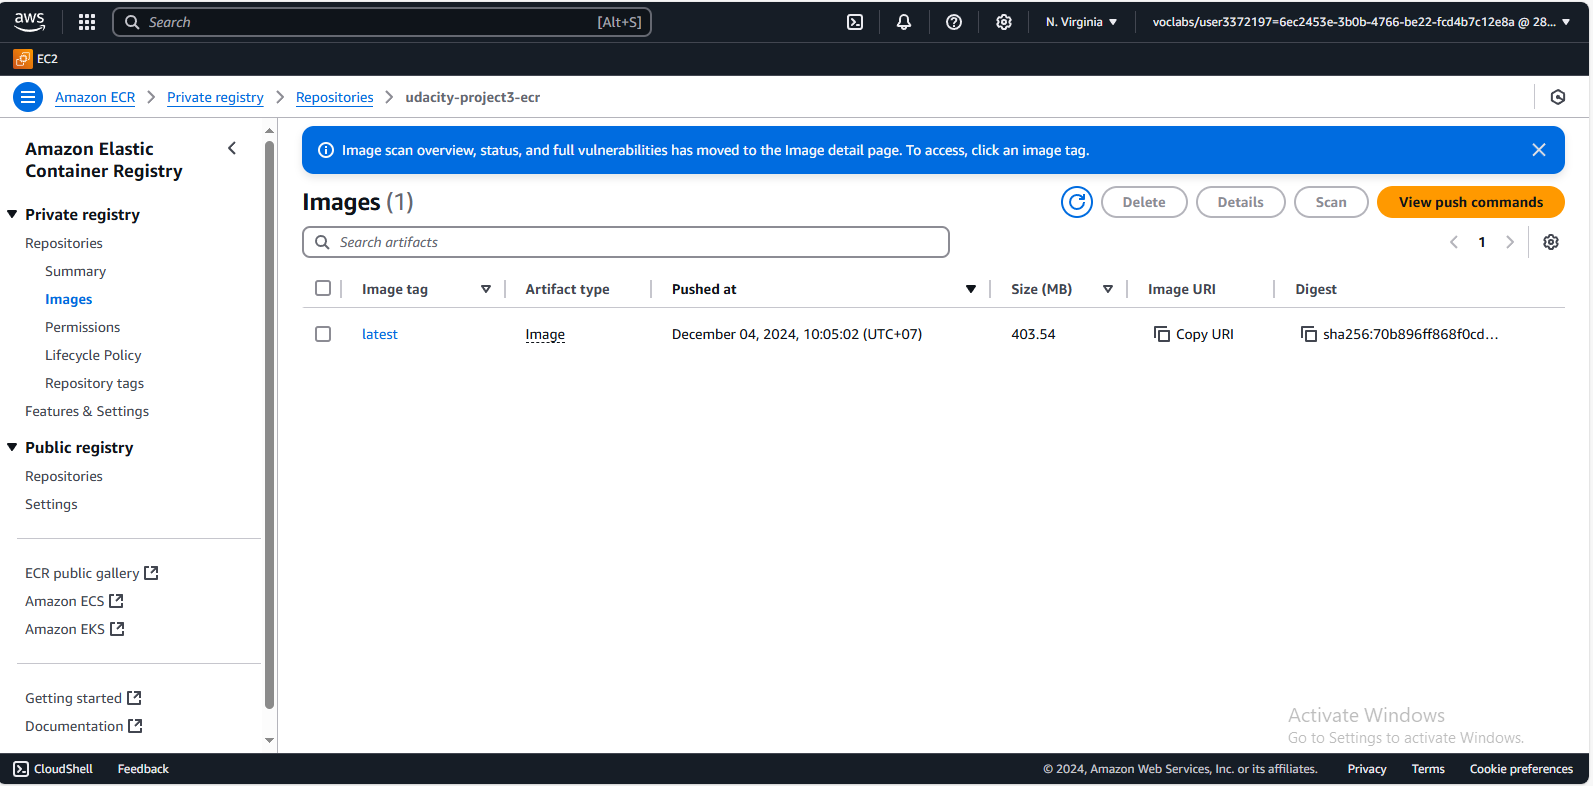 aws Search [Alt+S] N. Virginia voclabs/user3372197=6ec2453e-3b0b-4766-be22-fcd4b7c12e8a @ 28...
EC2
Amazon ECR Private registry Repositories udacity-project3-ecr
Amazon Elastic
Container Registry
Private registry
Repositories
Summary
Images
Permissions
Lifecycle Policy
Repository tags
Features & Settings
Public registry
Repositories
Settings
ECR public gallery
Amazon ECS
Amazon EKS
Getting started
Documentation
Image scan overview, status, and full vulnerabilities has moved to the Image detail page. To access, click an image tag.
Images (1) Delete Details Scan View push commands
Search artifacts 1
Image tag Artifact type Pushed at Size (MB) Image URI Digest
latest Image December 04, 2024, 10:05:02 (UTC+07) 403.54 Copy URI sha256:70b896ff868f0cd...
Activate Windows
Go to Settings to activate Windows.
CloudShell Feedback © 2024, Amazon Web Services, Inc. or its affiliates. Privacy Terms Cookie preferences